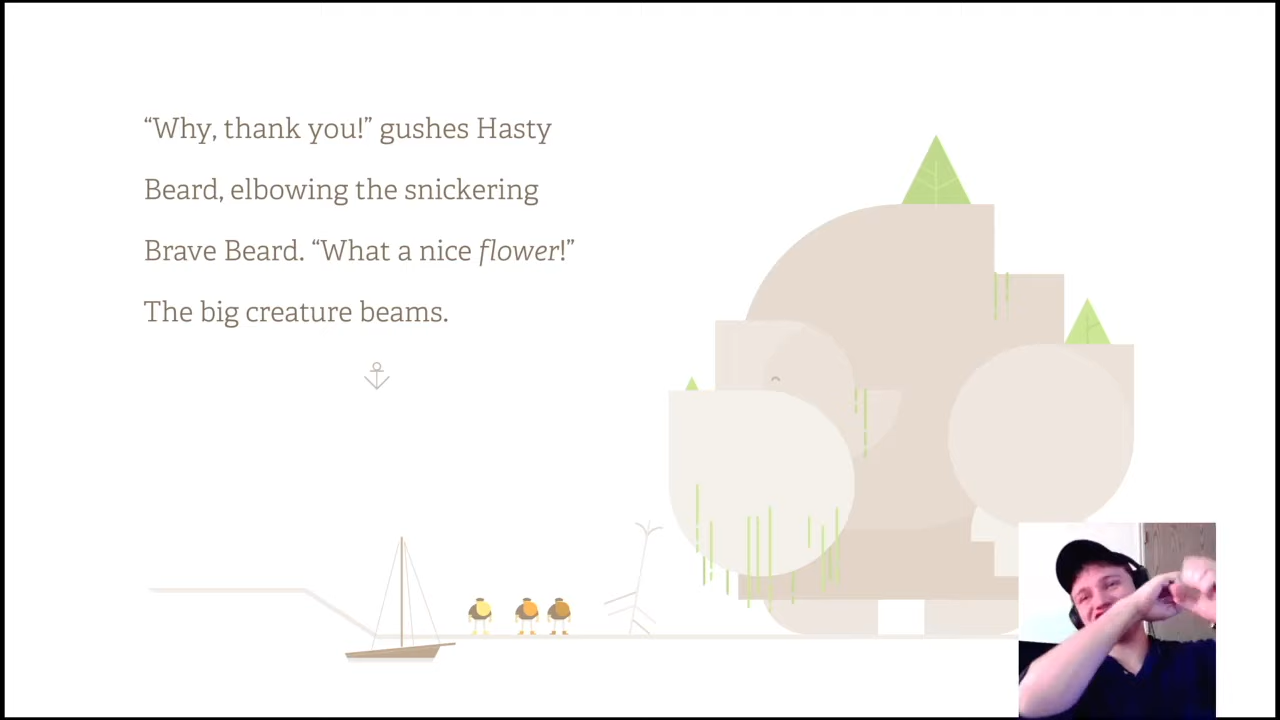 “Why, thank you!” gushes Hasty
Beard, elbowing the snickering
Brave Beard. “What a nice flower!”
The big creature beams.